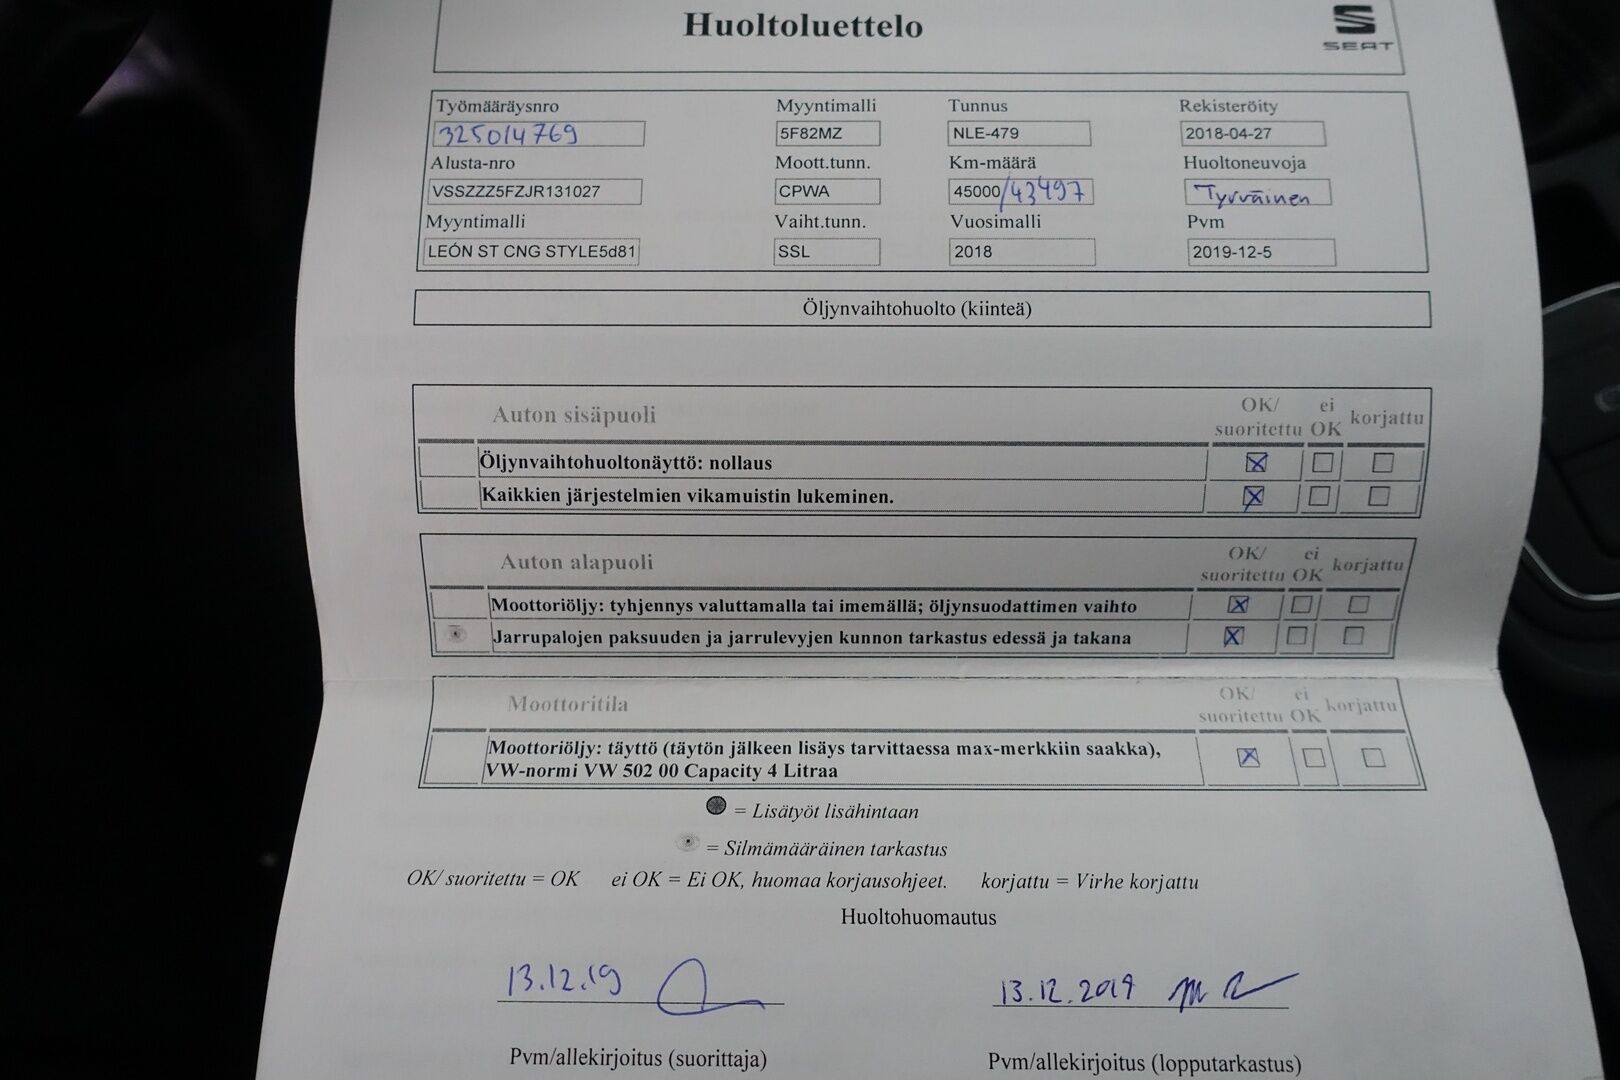 Huoltoluettelo
SEAT
Työmääräysnro Myyntimalli Tunnus Rekisteröity
325014769 5F82MZ NLE-479 2018-04-27
Alusta-nro Moott.tunn. Km-määrä Huoltoneuvoja
VSSZZZ5FZJR131027 CPWA 45000/43497 Tyrväinen
Myyntimalli Vaiht.tunn. Vuosimalli Pvm
LEÓN ST CNG STYLE5d81 SSL 2018 2019-12-5
Öljynvaihtohuolto (kiinteä)
Auton sisäpuoli OK/ suoritettu ei OK korjattu
Öljynvaihtohuoltonäyttö: nollaus
Kaikkien järjestelmien vikamuistin lukeminen.
Auton alapuoli OK/ suoritettu ei OK korjattu
Moottoriöljy: tyhjennys valuttamalla tai imemällä; öljynsuodattimen vaihto
Jarrupalojen paksuuden ja jarrulevyjen kunnon tarkastus edessä ja takana
Moottoritila OK/ suoritettu ei OK korjattu
Moottoriöljy: täyttö (täytön jälkeen lisäys tarvittaessa max-merkkiin saakka),
VW-normi VW 502 00 Capacity 4 Litraa
= Lisätyöt lisähintaan
= Silmämääräinen tarkastus
OK/ suoritettu = OK ei OK = Ei OK, huomaa korjausohjeet. korjattu = Virhe korjattu
Huoltohuomautus
13.12.19 13.12.2019
Pvm/allekirjoitus (suorittaja) Pvm/allekirjoitus (lopputarkastus)